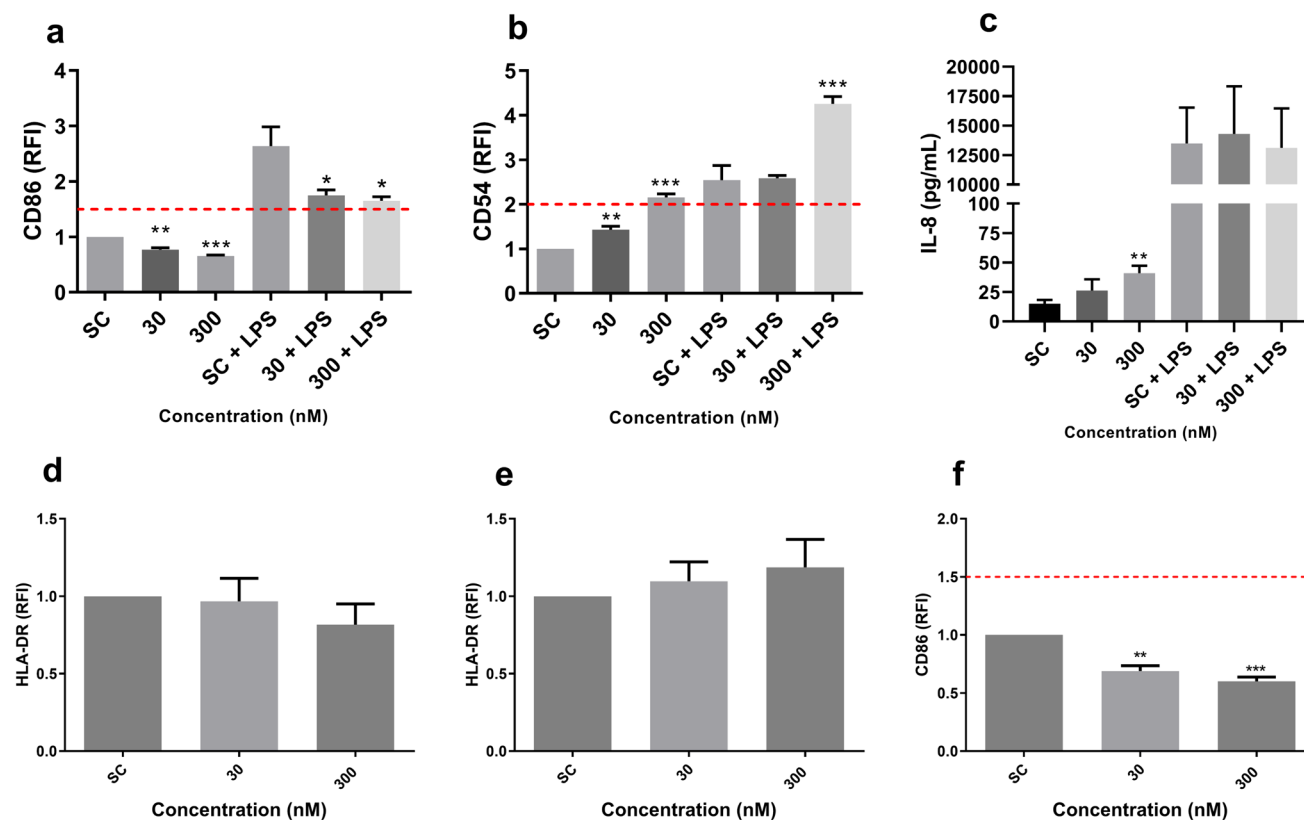 a
CD86 (RFI)
4
3
2
1
0
**
***
*
*
SC
30
300
SC + LPS
30 + LPS
300 + LPS
Concentration (nM)
b
CD54 (RFI)
5
4
3
2
1
0
**
***
***
SC
30
300
SC + LPS
30 + LPS
300 + LPS
Concentration (nM)
c
IL-8 (pg/mL)
20000
17500
15000
12500
10000
100
75
50
25
0
**
SC
30
300
SC + LPS
30 + LPS
300 + LPS
Concentration (nM)
d
HLA-DR (RFI)
1.5
1.0
0.5
0.0
SC
30
300
Concentration (nM)
e
HLA-DR (RFI)
1.5
1.0
0.5
0.0
SC
30
300
Concentration (nM)
f
CD86 (RFI)
2.0
1.5
1.0
0.5
0.0
**
***
SC
30
300
Concentration (nM)